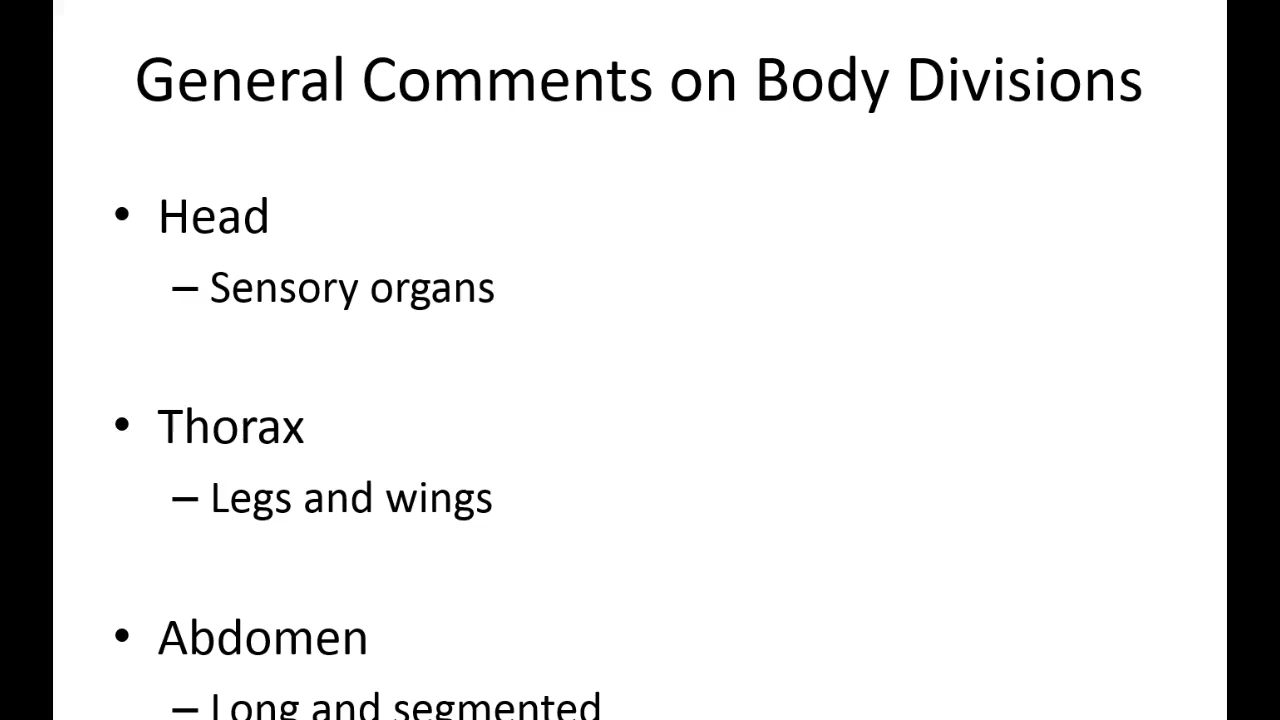 General Comments on Body Divisions
• Head
– Sensory organs
• Thorax
– Legs and wings
• Abdomen
– Long and segmented